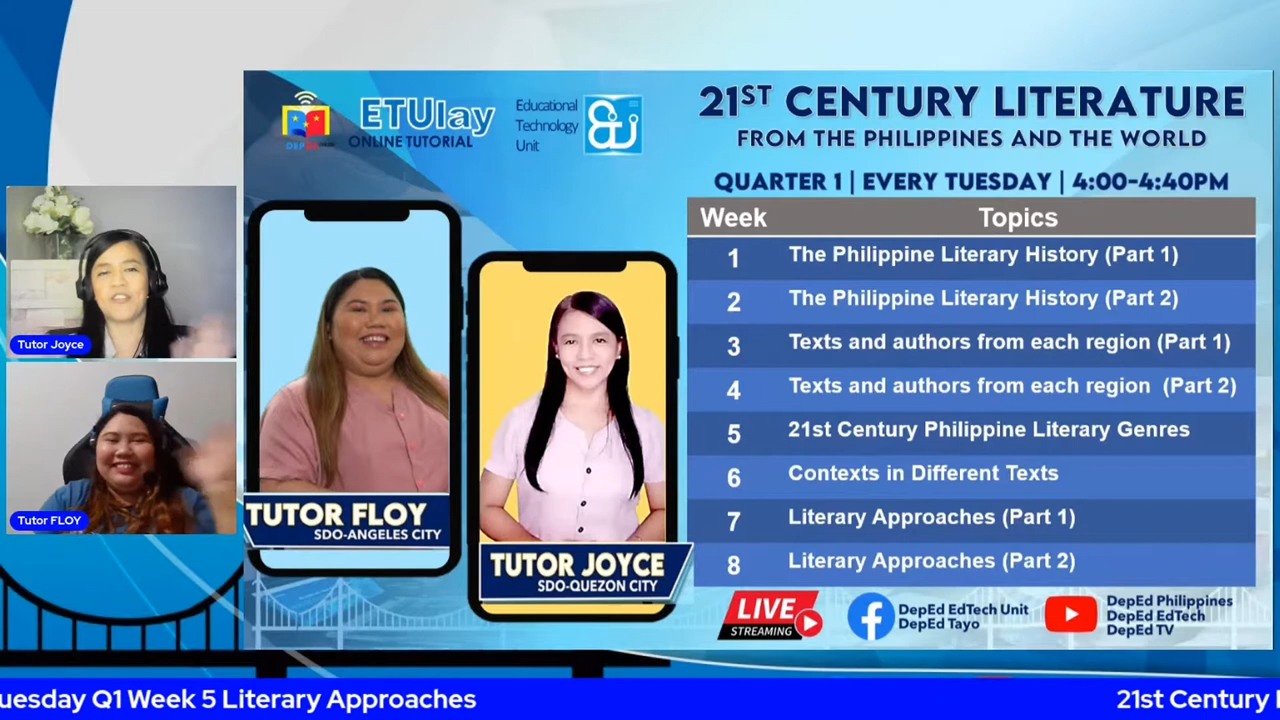 ETUlay
ONLINE TUTORIAL
Educational
Technology
Unit
21ST CENTURY LITERATURE
FROM THE PHILIPPINES AND THE WORLD
QUARTER 1 | EVERY TUESDAY | 4:00-4:40PM
Week Topics
1 The Philippine Literary History (Part 1)
2 The Philippine Literary History (Part 2)
3 Texts and authors from each region (Part 1)
4 Texts and authors from each region (Part 2)
5 21st Century Philippine Literary Genres
6 Contexts in Different Texts
7 Literary Approaches (Part 1)
8 Literary Approaches (Part 2)
Tutor Joyce
Tutor FLOY
TUTOR FLOY
SDO-ANGELES CITY
TUTOR JOYCE
SDO-QUEZON CITY
LIVE
STREAMING
DepEd EdTech Unit
DepEd Tayo
DepEd Philippines
DepEd EdTech
DepEd TV
uesday Q1 Week 5 Literary Approaches
21st Century